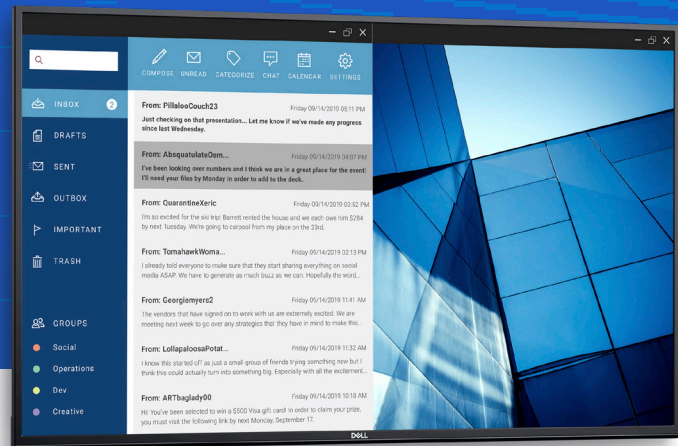 COMPOSE UNREAD CATEGORIZE CHAT CALENDAR SETTINGS
INBOX 2
DRAFTS
SENT
OUTBOX
IMPORTANT
TRASH
GROUPS
Social
Operations
Dev
Creative
From: PillalooCouch23 Friday 09/14/2019 05:11 PM
Just checking on that presentation... Let me know if we've made any progress
since last Wednesday.
From: AbsquatulateOsm... Friday 09/14/2019 04:07 PM
I've been looking over numbers and I think we are in a great place for the event!
I'll need your files by Monday in order to add to the deck.
From: QuarantineXeric Friday 09/14/2019 03:52 PM
I'm so excited for the ski trip! Barrett rented the house and we each owe him $284
by next Tuesday. We're going to carpool from my place on the 23rd.
From: TomahawkWoma... Friday 09/14/2019 02:13 PM
I already told everyone to make sure that they start sharing everything on social
media ASAP. We have to generate as much buzz as we can. Hopefully the word...
From: Georgiemyers2 Friday 09/14/2019 11:41 AM
The vendors that have signed on to work with us are extremely excited. We are
meeting next week to go over any strategies that they have in mind to make this...
From: LollapaloosaPotat... Friday 09/14/2019 11:32 AM
I know this started off as just a small group of friends trying something new but I
think this could actually turn into something big. Especially with all the excitement...
From: ARTbaglady00 Friday 09/14/2019 10:18 AM
Hi! You've been selected to win a $500 Visa gift card! In order to claim your prize,
you must visit the following link by next Monday, September 17.
DELL